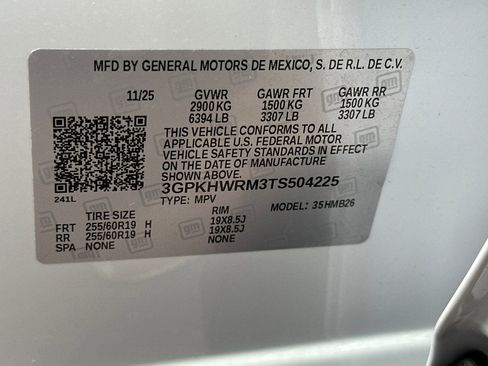 MFD BY GENERAL MOTORS DE MEXICO, S. DE R.L. DE C.V.
11/25 GVWR GAWR FRT GAWR RR
2900 KG 1500 KG 1500 KG
6394 LB 3307 LB 3307 LB
THIS VEHICLE CONFORMS TO ALL
APPLICABLE U.S. FEDERAL MOTOR
VEHICLE SAFETY STANDARDS IN EFFECT
ON THE DATE OF MANUFACTURE
SHOWN ABOVE.
3GPKHWRM3TS504225
241L TYPE: MPV MODEL: 35HMB26
TIRE SIZE RIM
FRT 255/60R19 H 19X8.5J
RR 255/60R19 H 19X8.5J
SPA NONE NONE
gm